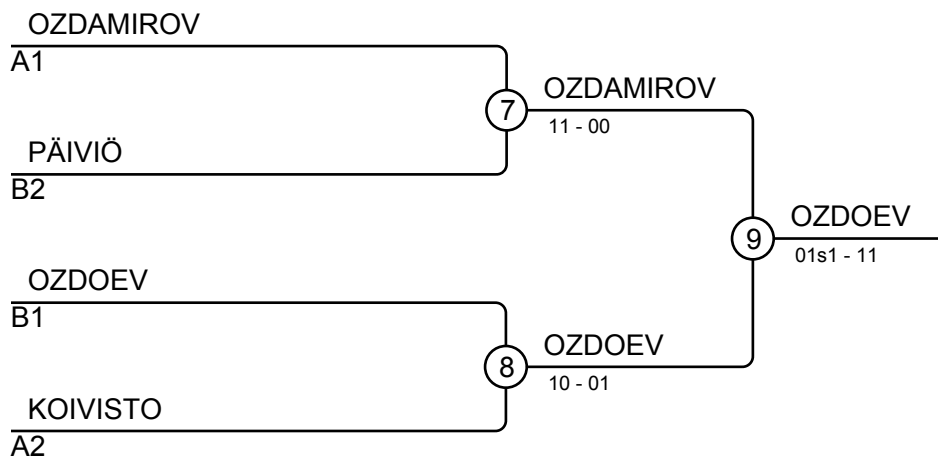 OZDAMIROV
A1
7
OZDAMIROV
11 - 00
PÄIVIÖ
B2
9
OZDOEV
01s1 - 11
OZDOEV
B1
8
OZDOEV
10 - 01
KOIVISTO
A2